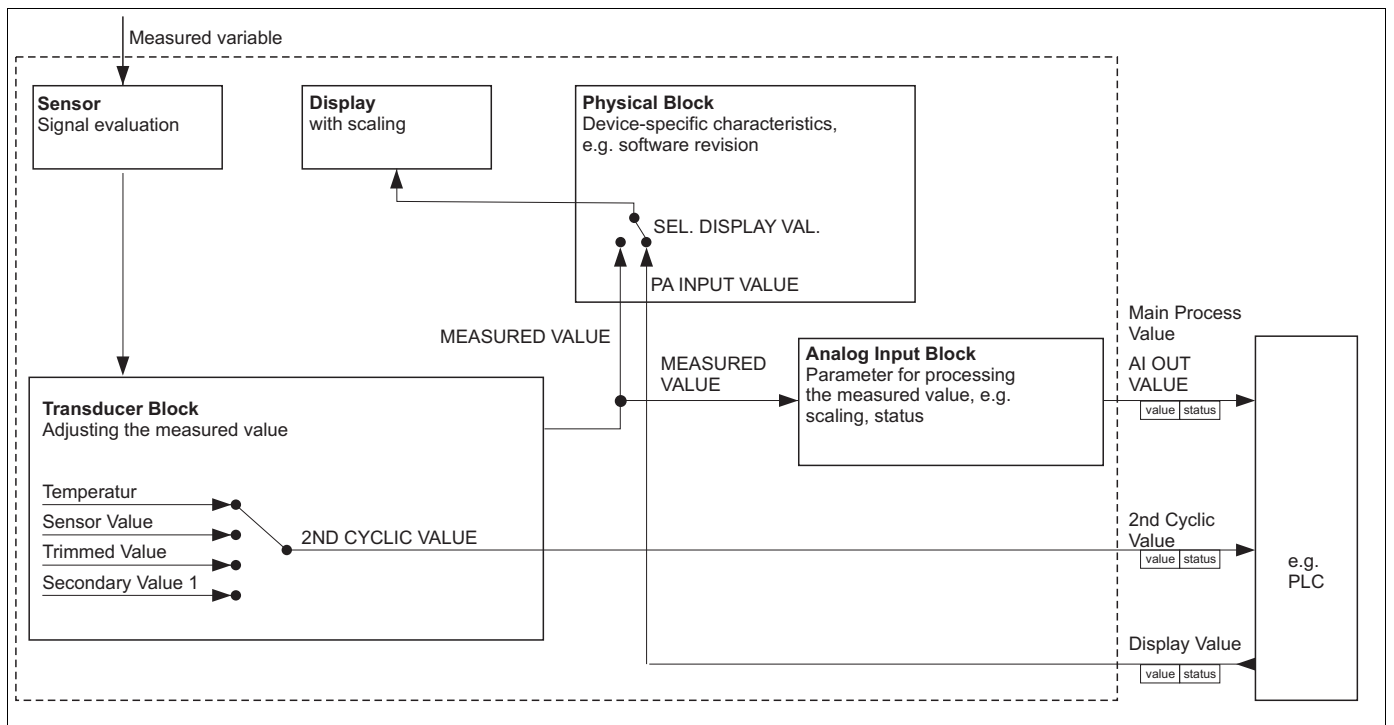 Measured variable
Sensor
Signal evaluation
Display
with scaling
Physical Block
Device-specific characteristics,
e.g. software revision
SEL. DISPLAY VAL.
PA INPUT VALUE
MEASURED VALUE
MEASURED
VALUE
Analog Input Block
Parameter for processing
the measured value, e.g.
scaling, status
Main Process
Value
AI OUT
VALUE
value status
Transducer Block
Adjusting the measured value
Temperatur
Sensor Value
Trimmed Value
Secondary Value 1
2ND CYCLIC VALUE
2nd Cyclic
Value
value status
e.g.
PLC
Display Value
value status